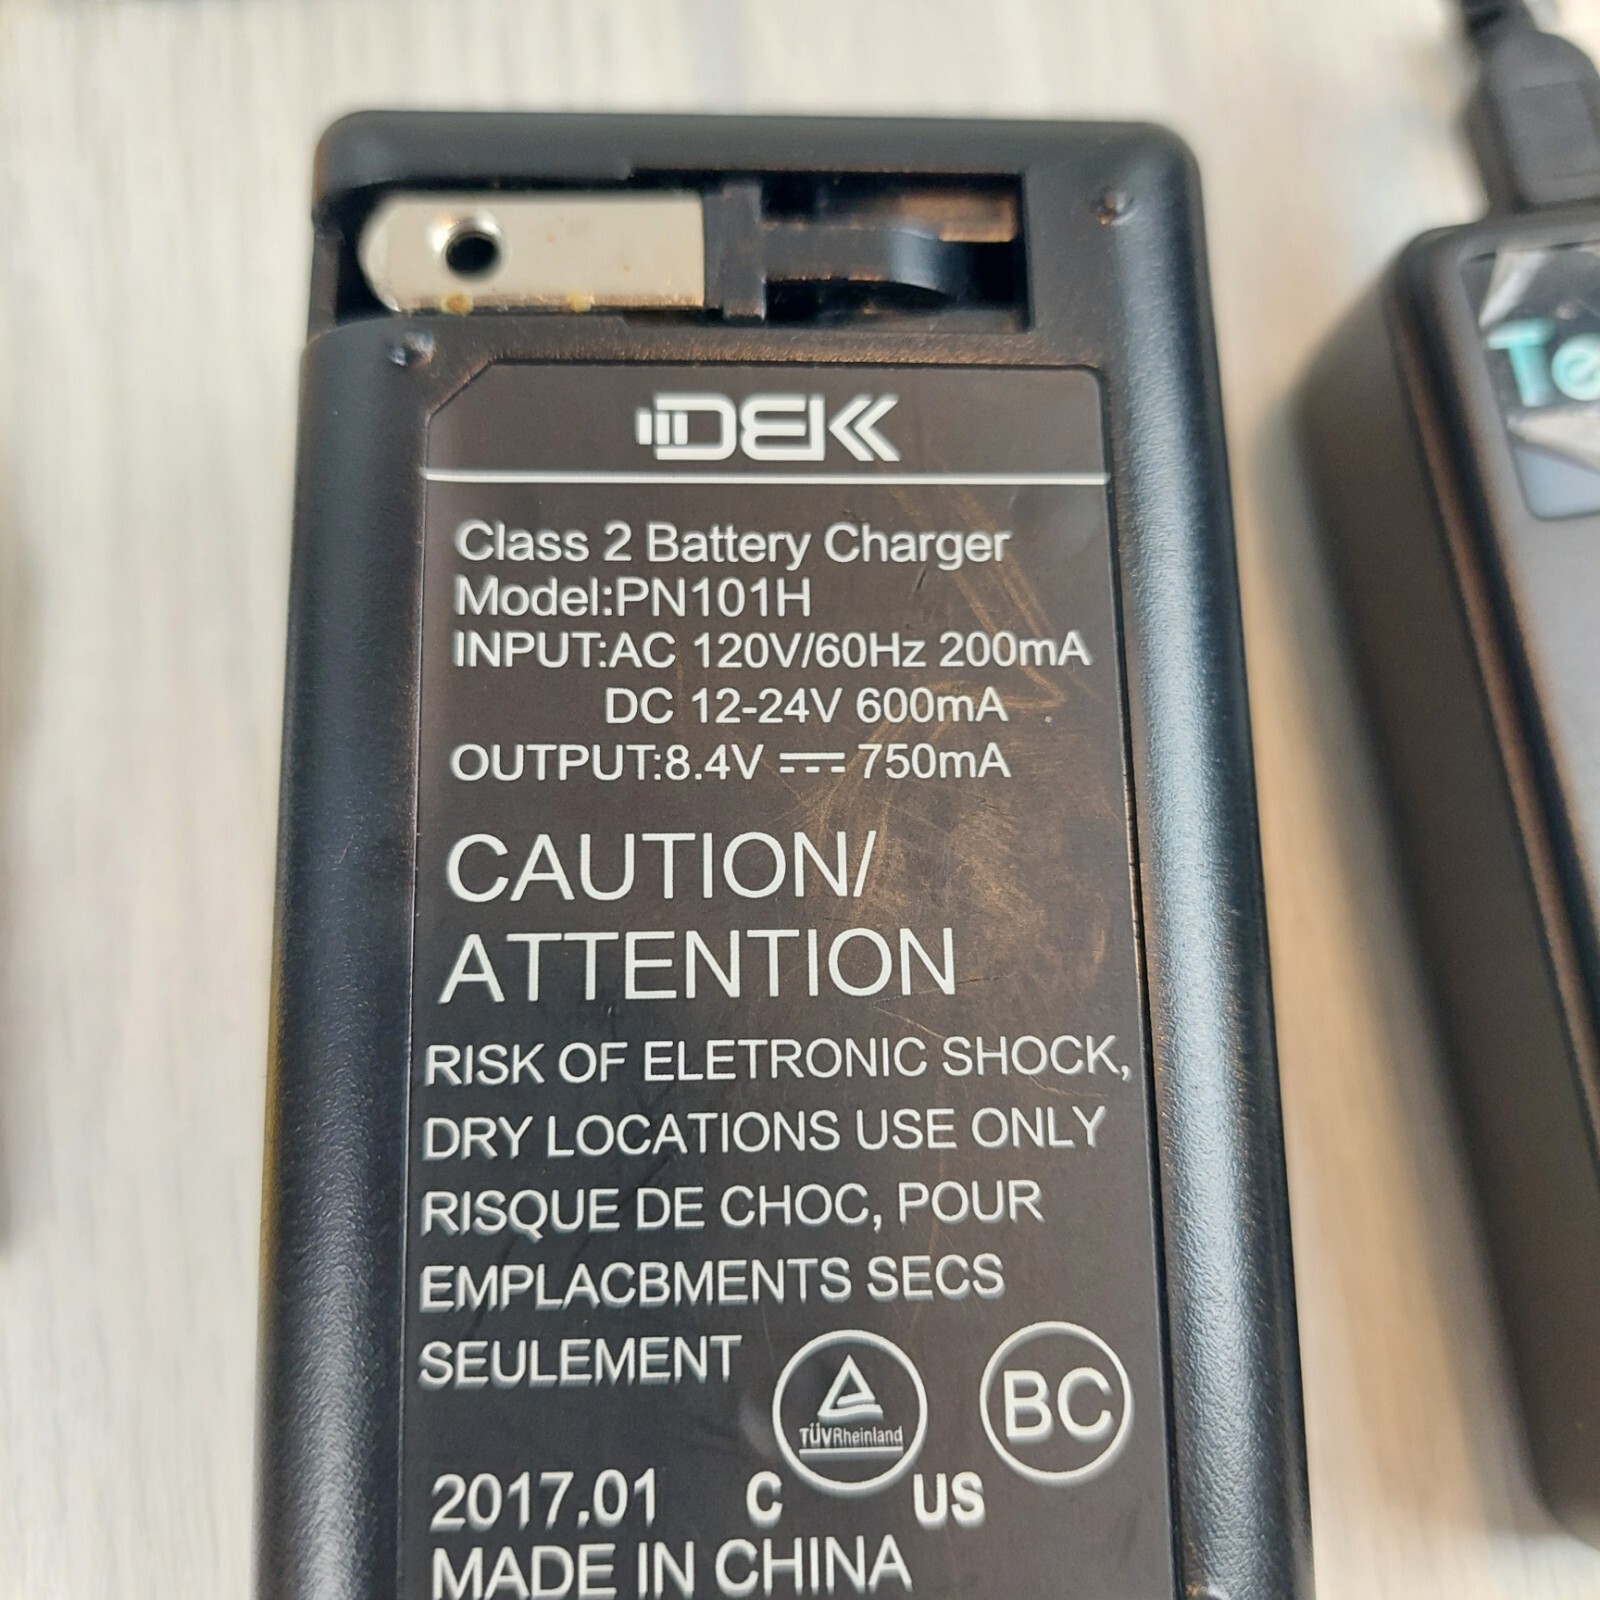 DEK
Class 2 Battery Charger
Model:PN101H
INPUT:AC 120V/60Hz 200mA
DC 12-24V 600mA
OUTPUT:8.4V 750mA
CAUTION/
ATTENTION
RISK OF ELETRONIC SHOCK,
DRY LOCATIONS USE ONLY
RISQUE DE CHOC, POUR
EMPLACBMENTS SECS
SEULEMENT
TÜVRheinland
BC
2017.01 C US
MADE IN CHINA
Te